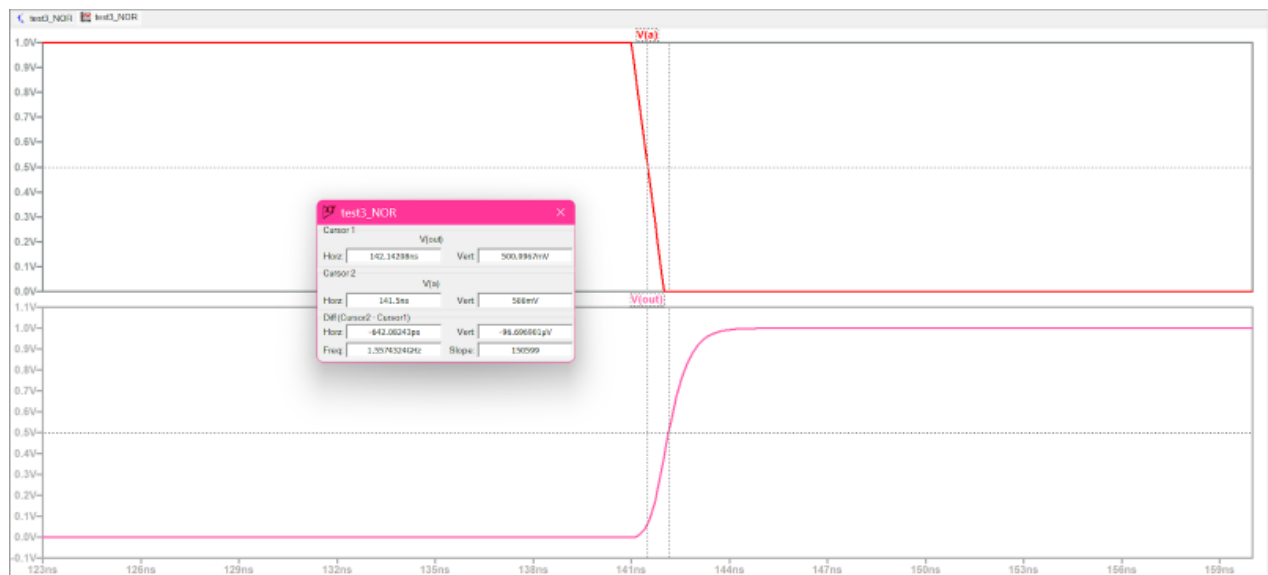 test3_NOR test3_NOR
V(a)
1.0V
0.9V
0.8V
0.7V
0.6V
0.5V
0.4V
0.3V
0.2V
0.1V
0.0V
test3_NOR
Cursor 1
V(out)
Horz: 142.14208ns Vert: 500.0967mV
Cursor 2
V(a)
Horz: 141.5ns Vert: 500mV
Diff (Cursor2 - Cursor1)
Horz: Vert:
Freq: 1.5574324GHz Slope: 150599
V(out)
1.1V
1.0V
0.9V
0.8V
0.7V
0.6V
0.5V
0.4V
0.3V
0.2V
0.1V
0.0V
-0.1V
123ns 126ns 129ns 132ns 135ns 138ns 141ns 144ns 147ns 150ns 153ns 156ns 159ns